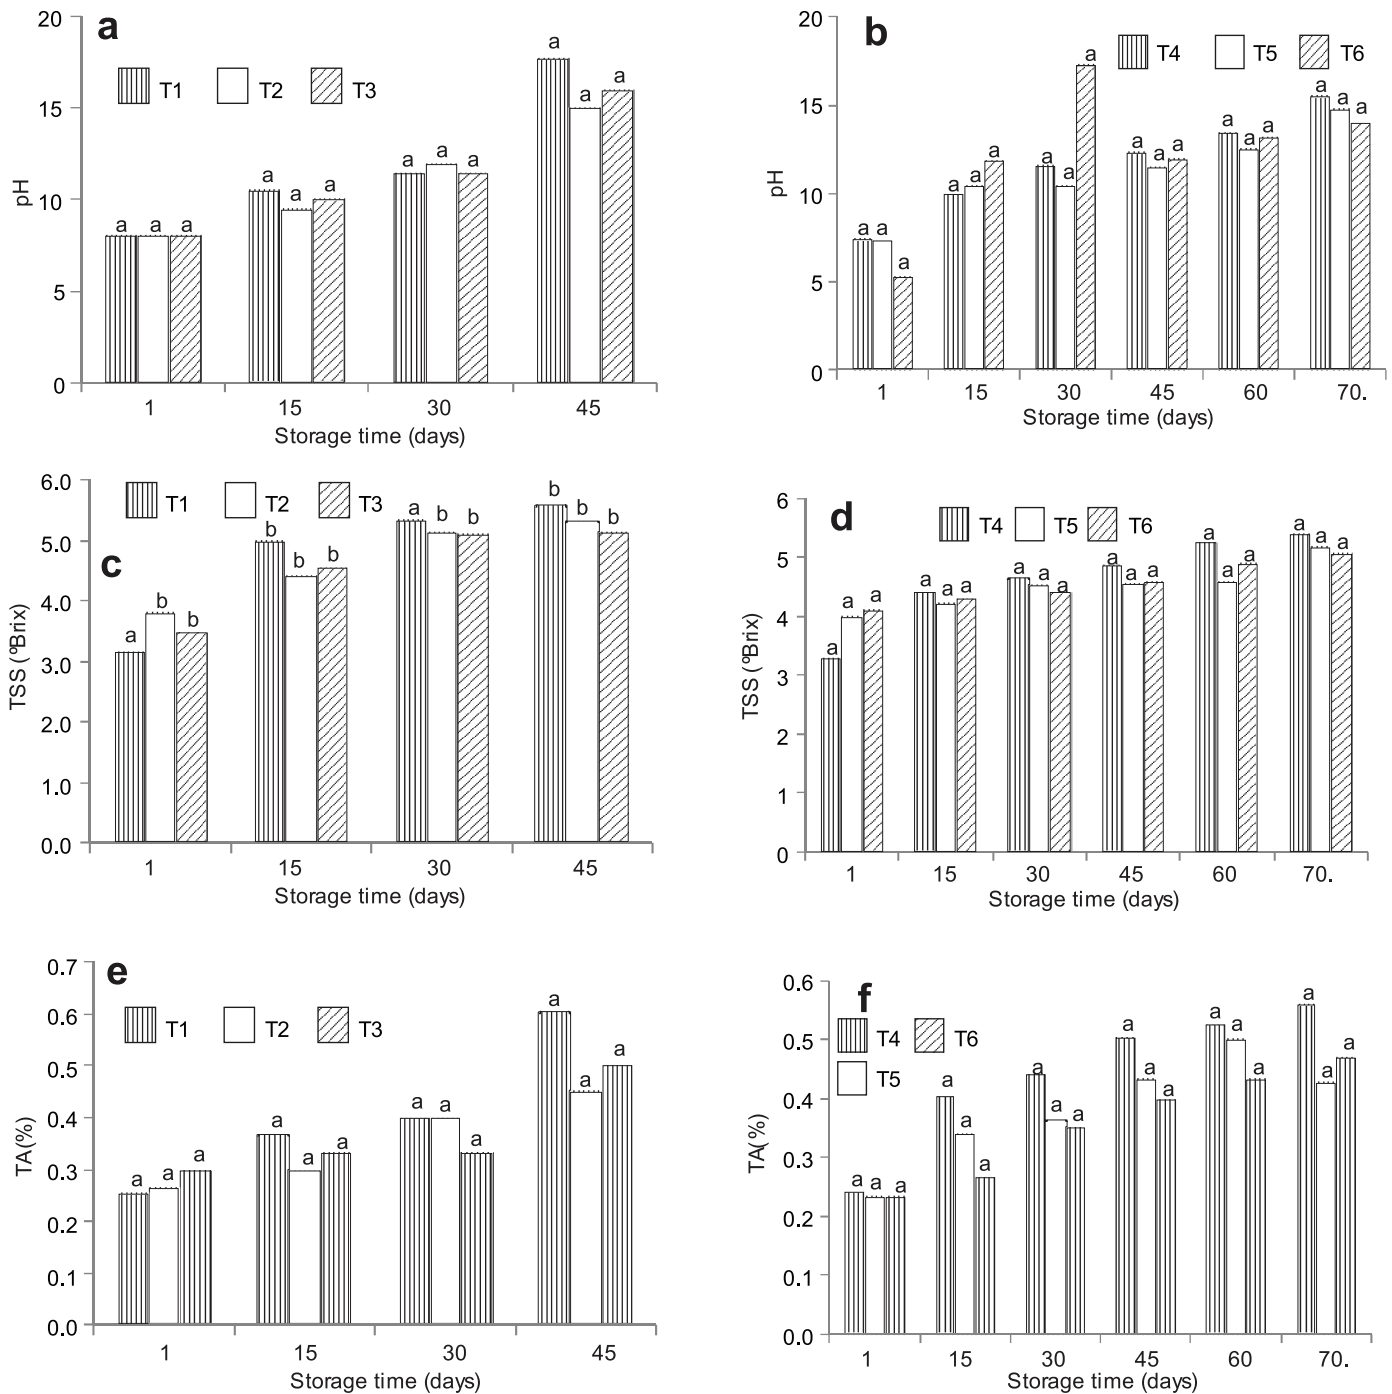 a
T1 T2 T3
20
15
10
5
0
pH
a a a a a a a a a a a a
1 15 30 45
Storage time (days)
b
T4 T5 T6
20
15
10
5
0
pH
a a a a a a a a a a a a a a a a a a
1 15 30 45 60 70.
Storage time (days)
c
T1 T2 T3
6.0
5.0
4.0
3.0
2.0
1.0
0.0
TSS (ºBrix)
a b b b b b a b b b b b
1 15 30 45
Storage time (days)
d
T4 T5 T6
6
5
4
3
2
1
0
TSS (ºBrix)
a a a a a a a a a a a a a a a a a a
1 15 30 45 60 70.
Storage time (days)
e
T1 T2 T3
0.7
0.6
0.5
0.4
0.3
0.2
0.1
0.0
TA(%)
a a a a a a a a a a a a
1 15 30 45
Storage time (days)
f
T4 T6
T5
0.6
0.5
0.4
0.3
0.2
0.1
0.0
TA(%)
a a a a a a a a a a a a a a a a a a
1 15 30 45 60 70.
Storage time (days)